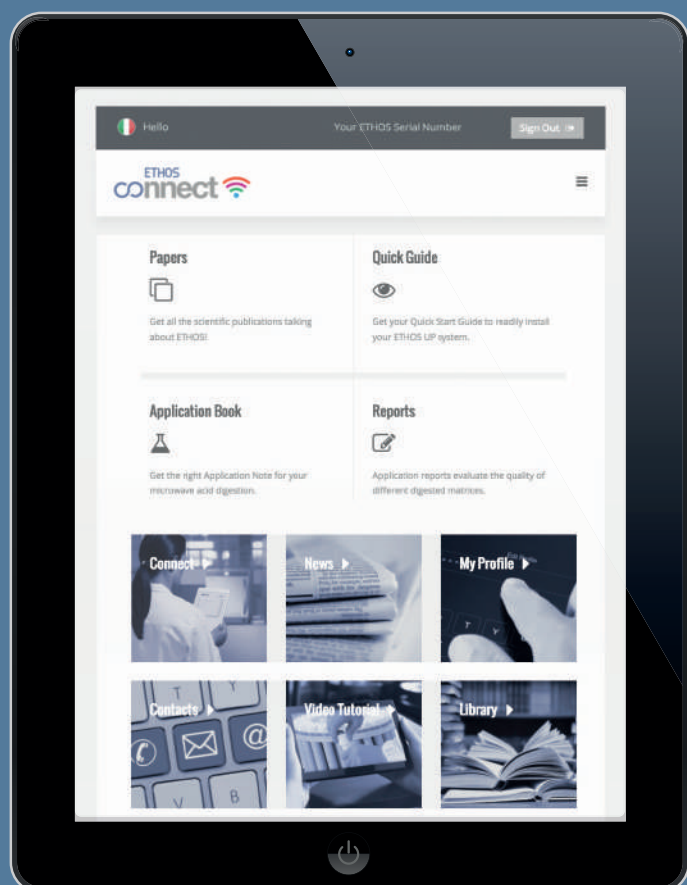 Hello
Your ETHOS Serial Number
Sign Out
ETHOS
connect
Papers
Get all the scientific publications talking
about ETHOS!
Quick Guide
Get your Quick Start Guide to readily install
your ETHOS UP system.
Application Book
Get the right Application Note for your
microwave acid digestion.
Reports
Application reports evaluate the quality of
different digested matrices.
Connect
News
My Profile
T Y
Contacts
Video Tutorial
Library
T Y
@
V B